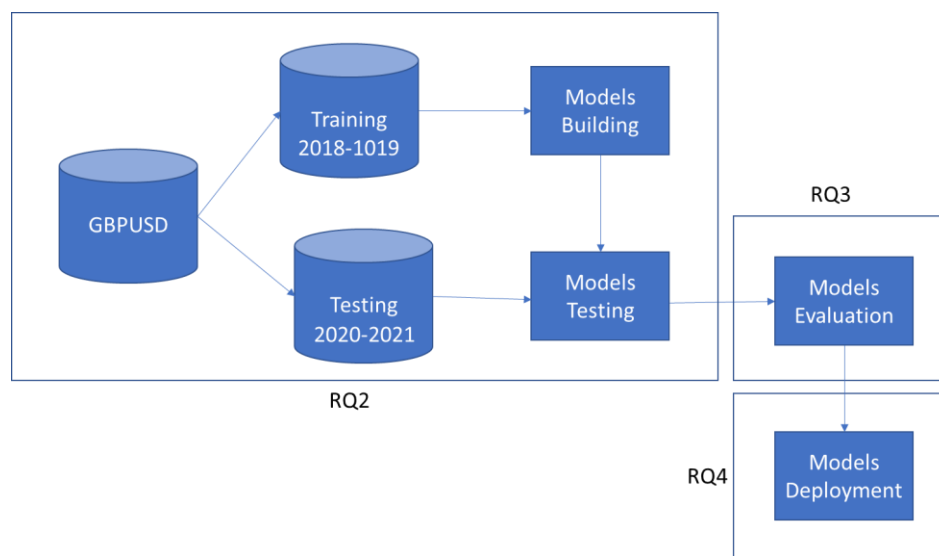 Training
2018-1019
Models
Building
GBPUSD
Testing
2020-2021
Models
Testing
RQ2
RQ3
Models
Evaluation
RQ4
Models
Deployment